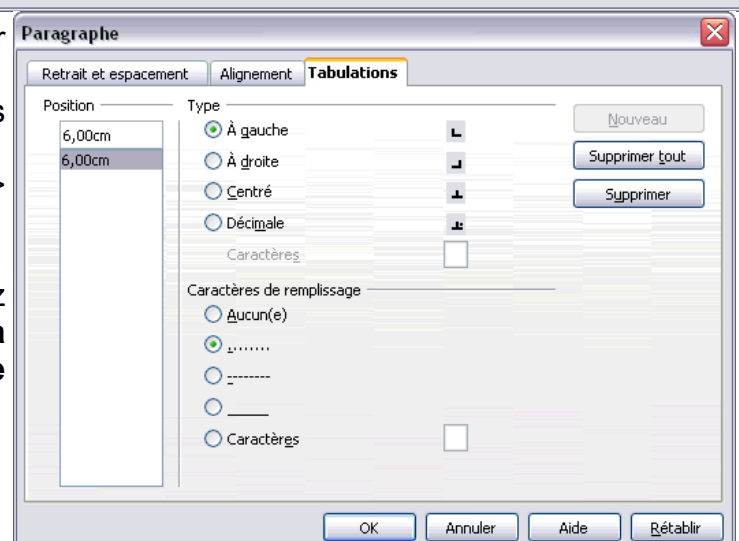 r
Paragraphe
Retrait et espacement Alignement Tabulations
s
Position
6,00cm
6,00cm
>
z
a
e
Type
À gauche
À droite
Centré
Décimale
Caractères
Caractères de remplissage
Aucun(e)
........
--------
_____
Caractères
Nouveau
Supprimer tout
Supprimer
OK Annuler Aide Rétablir